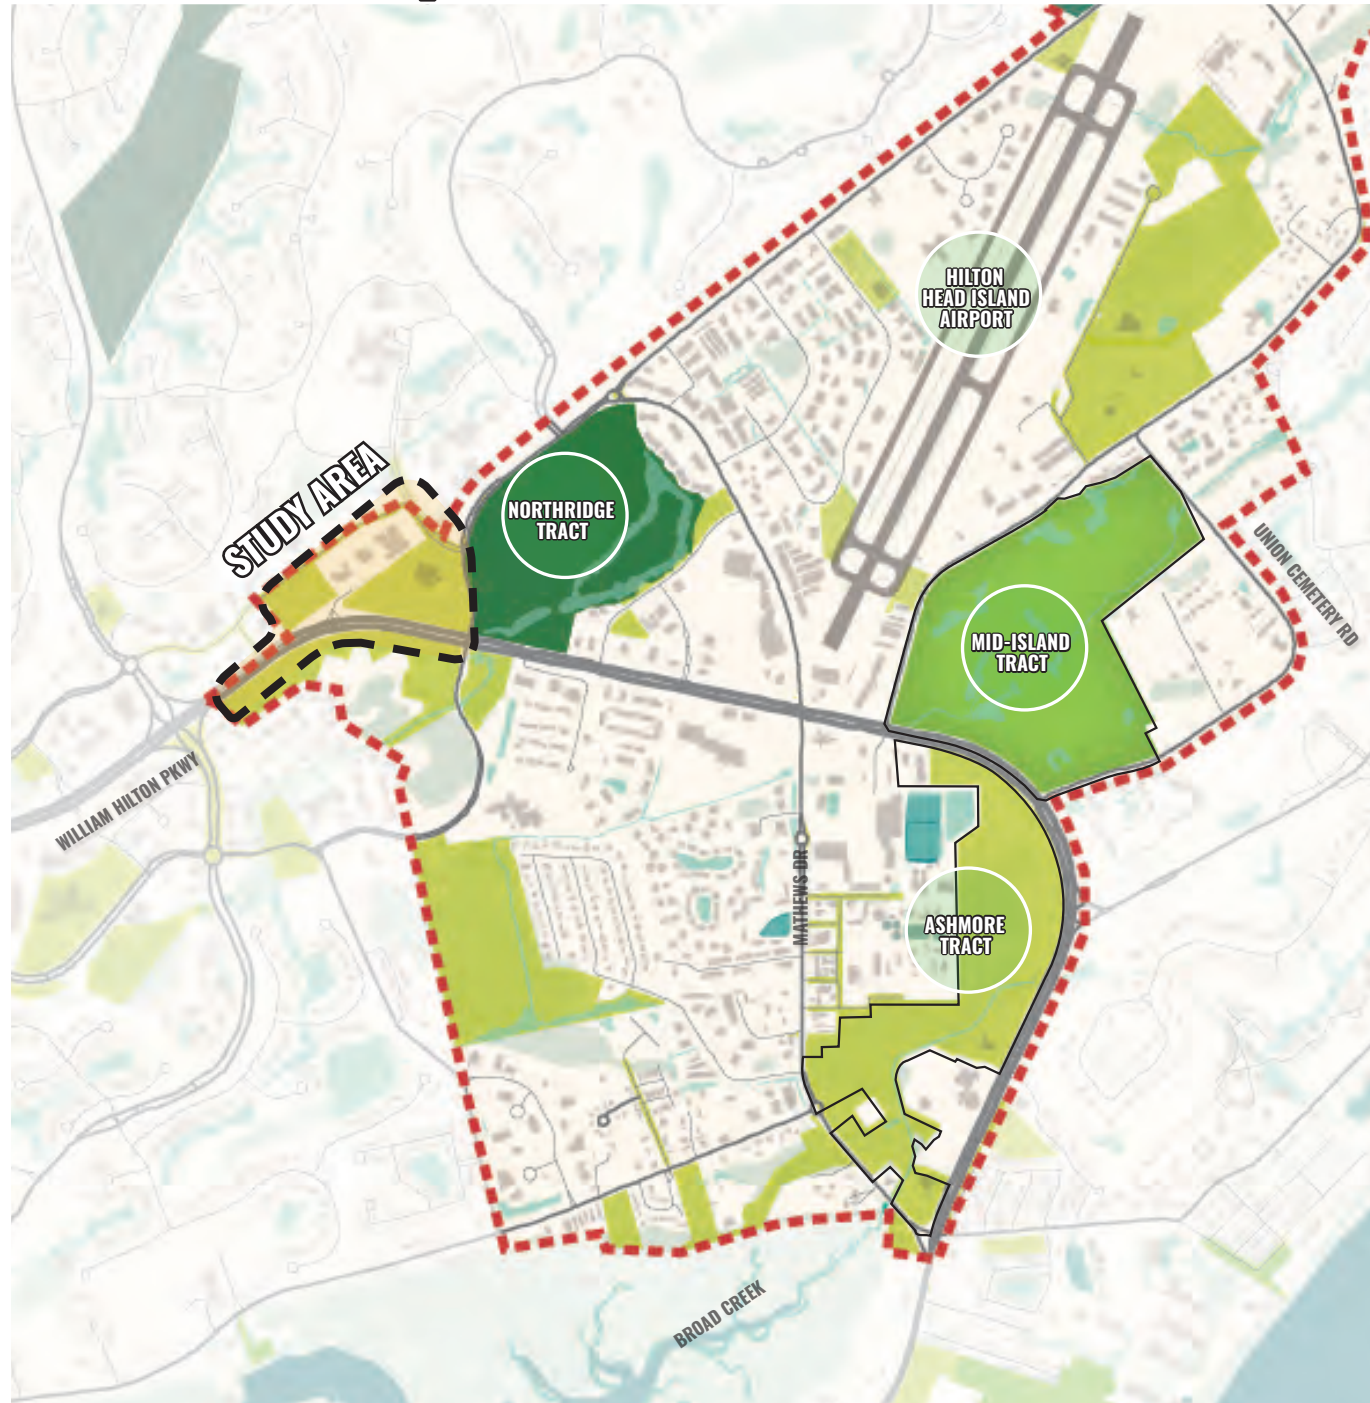 HILTON
HEAD ISLAND
AIRPORT
STUDY AREA
NORTHRIDGE
TRACT
UNION CEMETERY RD
MID-ISLAND
TRACT
WILLIAM HILTON PKWY
MATHEWS DR
ASHMORE
TRACT
BROAD CREEK